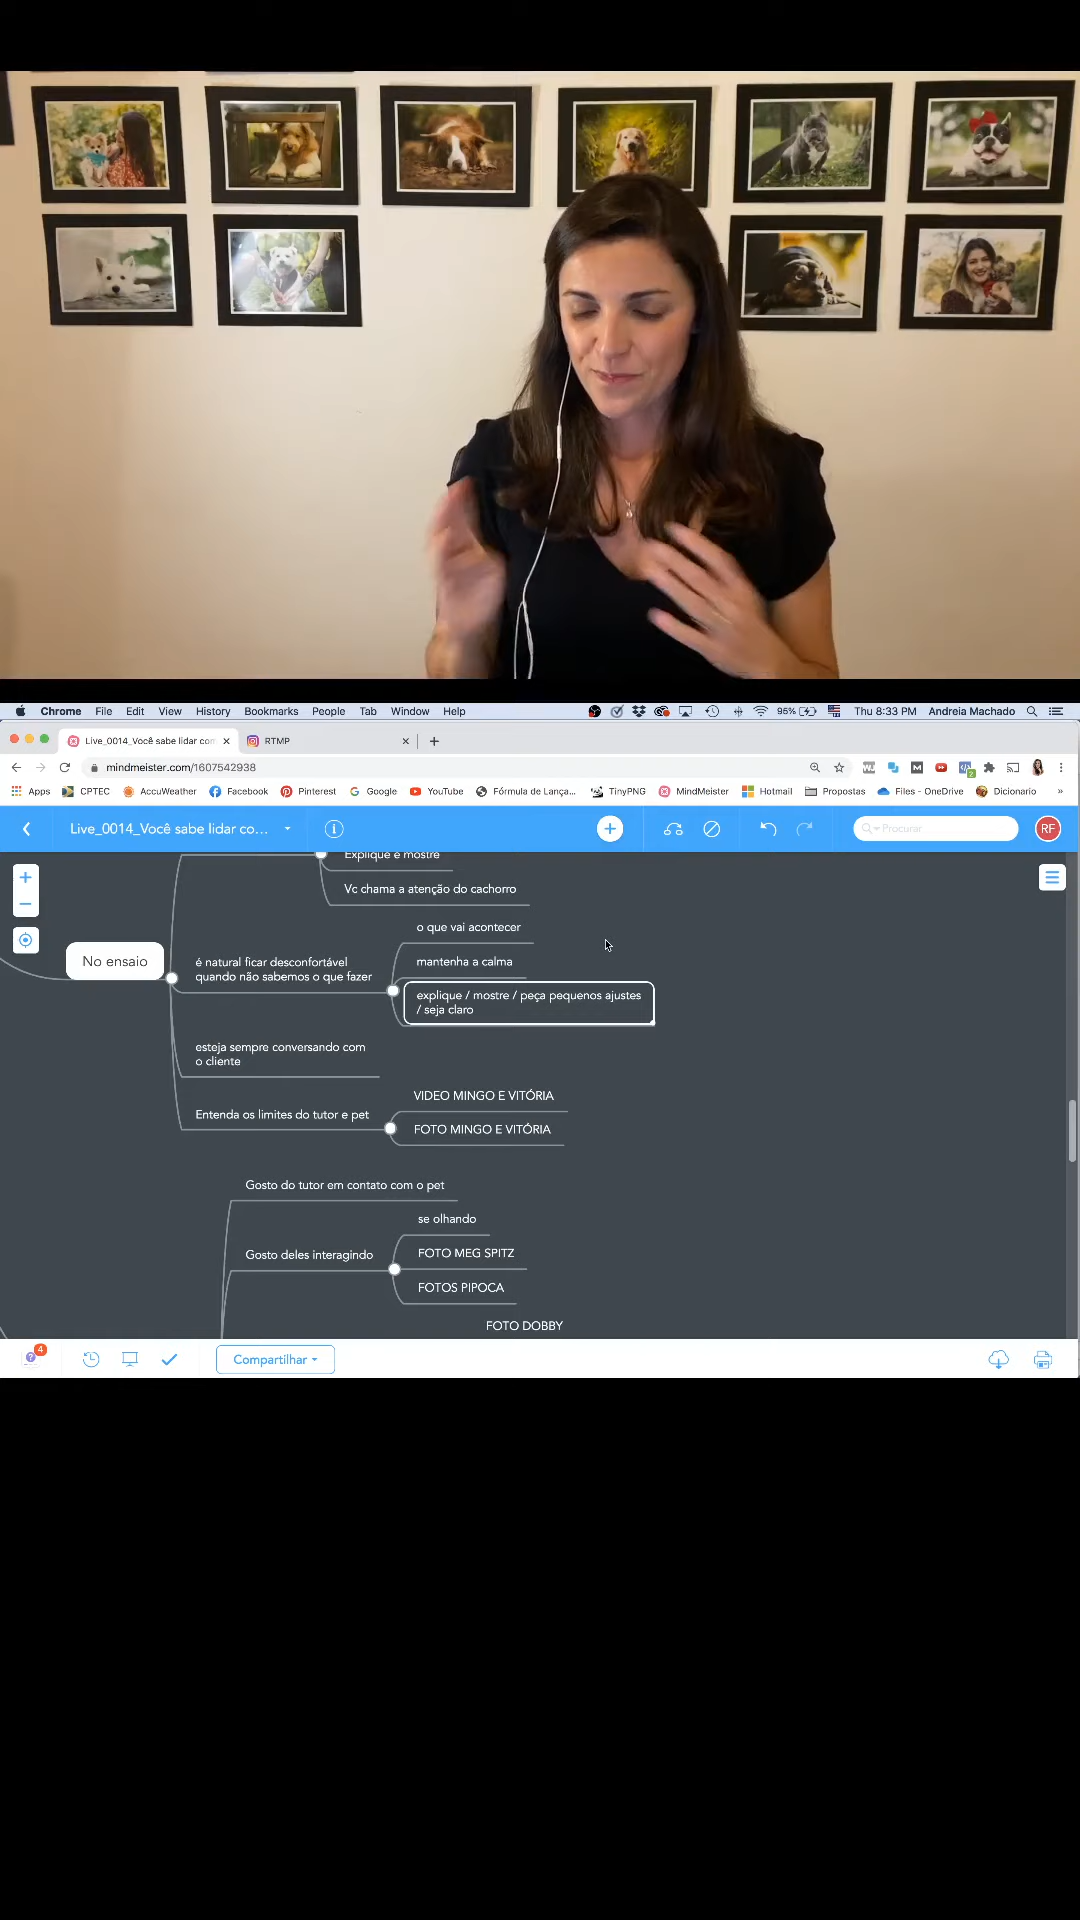 Chrome File Edit View History Bookmarks People Tab Window Help 95% Thu 8:33 PM Andreia Machado
Live_0014_Você sabe lidar com RTMP
mindmeister.com/1607542938
Apps CPTEC AccuWeather Facebook Pinterest Google YouTube Fórmula de Lança... TinyPNG MindMeister Hotmail Propostas Files - OneDrive Dicionario »
Live_0014_Você sabe lidar co... Procurar RF
Explique e mostre
Vc chama a atenção do cachorro
o que vai acontecer
No ensaio
é natural ficar desconfortável
quando não sabemos o que fazer
mantenha a calma
explique / mostre / peça pequenos ajustes
/ seja claro
esteja sempre conversando com
o cliente
Entenda os limites do tutor e pet
VIDEO MINGO E VITÓRIA
FOTO MINGO E VITÓRIA
Gosto do tutor em contato com o pet
se olhando
Gosto deles interagindo
FOTO MEG SPITZ
FOTOS PIPOCA
FOTO DOBBY
4
Compartilhar